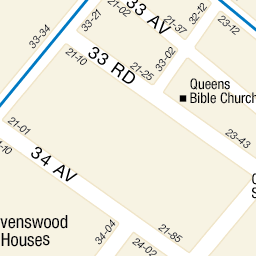 33-34
33-21
21-02
33 AV
21-37
32-12
23-12
21-10
33 RD
21-25
33-02
Queens
Bible Church
23-43
21-01
34 AV
venswood
Houses
34-04
24-02
21-85